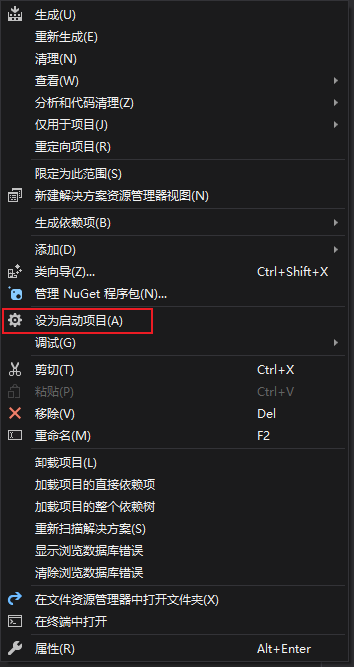 生成(U)
重新生成(E)
清理(N)
查看(W)
分析和代码清理(Z)
仅用于项目(J)
重定向项目(R)
限定为此范围(S)
新建解决方案资源管理器视图(N)
生成依赖项(B)
添加(D)
类向导(Z)... Ctrl+Shift+X
管理 NuGet 程序包(N)...
设为启动项目(A)
调试(G)
剪切(T) Ctrl+X
粘贴(P) Ctrl+V
移除(V) Del
重命名(M) F2
卸载项目(L)
加载项目的直接依赖项
加载项目的整个依赖树
重新扫描解决方案(S)
显示浏览数据库错误
清除浏览数据库错误
在文件资源管理器中打开文件夹(X)
在终端中打开
属性(R) Alt+Enter